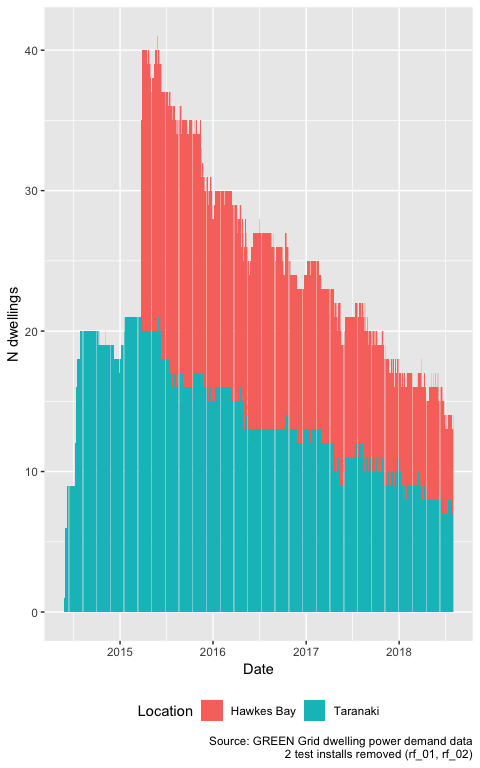 40
30
20
10
0
N dwellings
2015 2016 2017 2018
Date
Location Hawkes Bay Taranaki
Source: GREEN Grid dwelling power demand data
2 test installs removed (rf_01, rf_02)